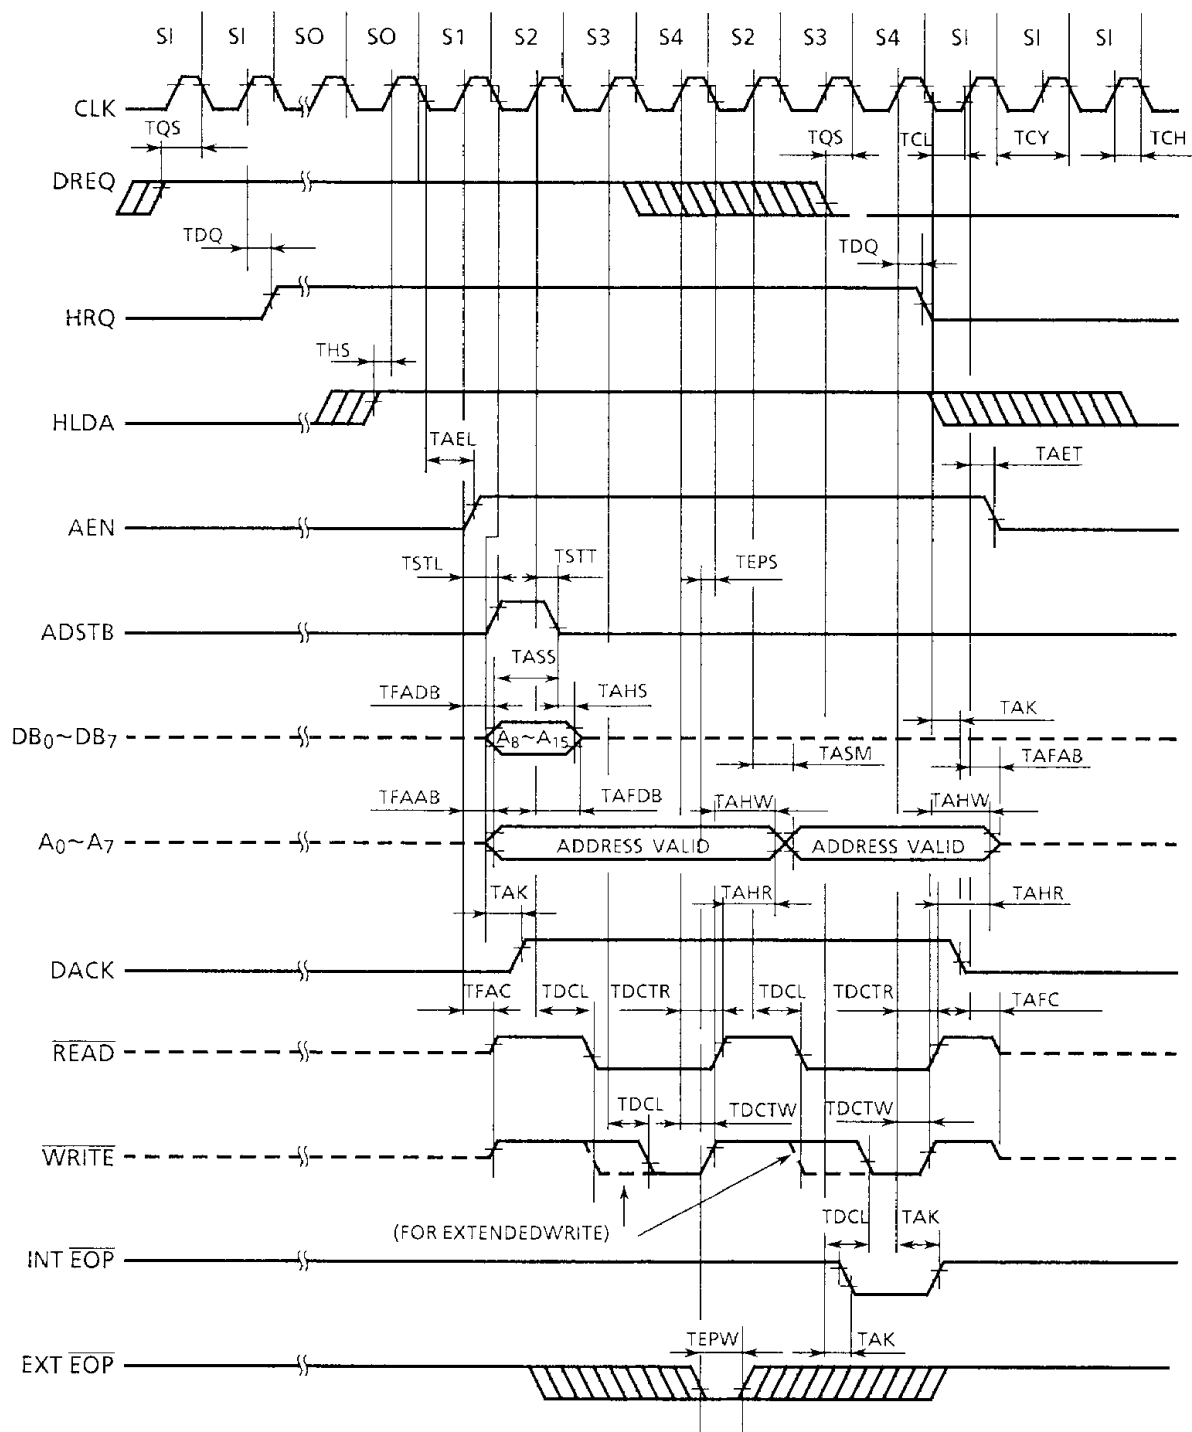 SI SI SO SO S1 S2 S3 S4 S2 S3 S4 SI SI SI
CLK
TQS TQS TCL TCY TCH
DREQ
TDQ TDQ
HRQ
THS
HLDA
TAEL TAET
AEN
TSTL TSTT TEPS
ADSTB
TASS
TFADB TAHS TAK
DB0~DB7 A8~A15
TASM TAFAB
TFAAB TAFDB TAHW TAHW
A0~A7 ADDRESS VALID ADDRESS VALID
TAK TAHR TAHR
DACK
TFAC TDCL TDCTR TDCL TDCTR TAFC
READ
TDCL TDCTW TDCTW
WRITE
(FOR EXTENDEDWRITE) TDCL TAK
INT EOP
TEPW TAK
EXT EOP